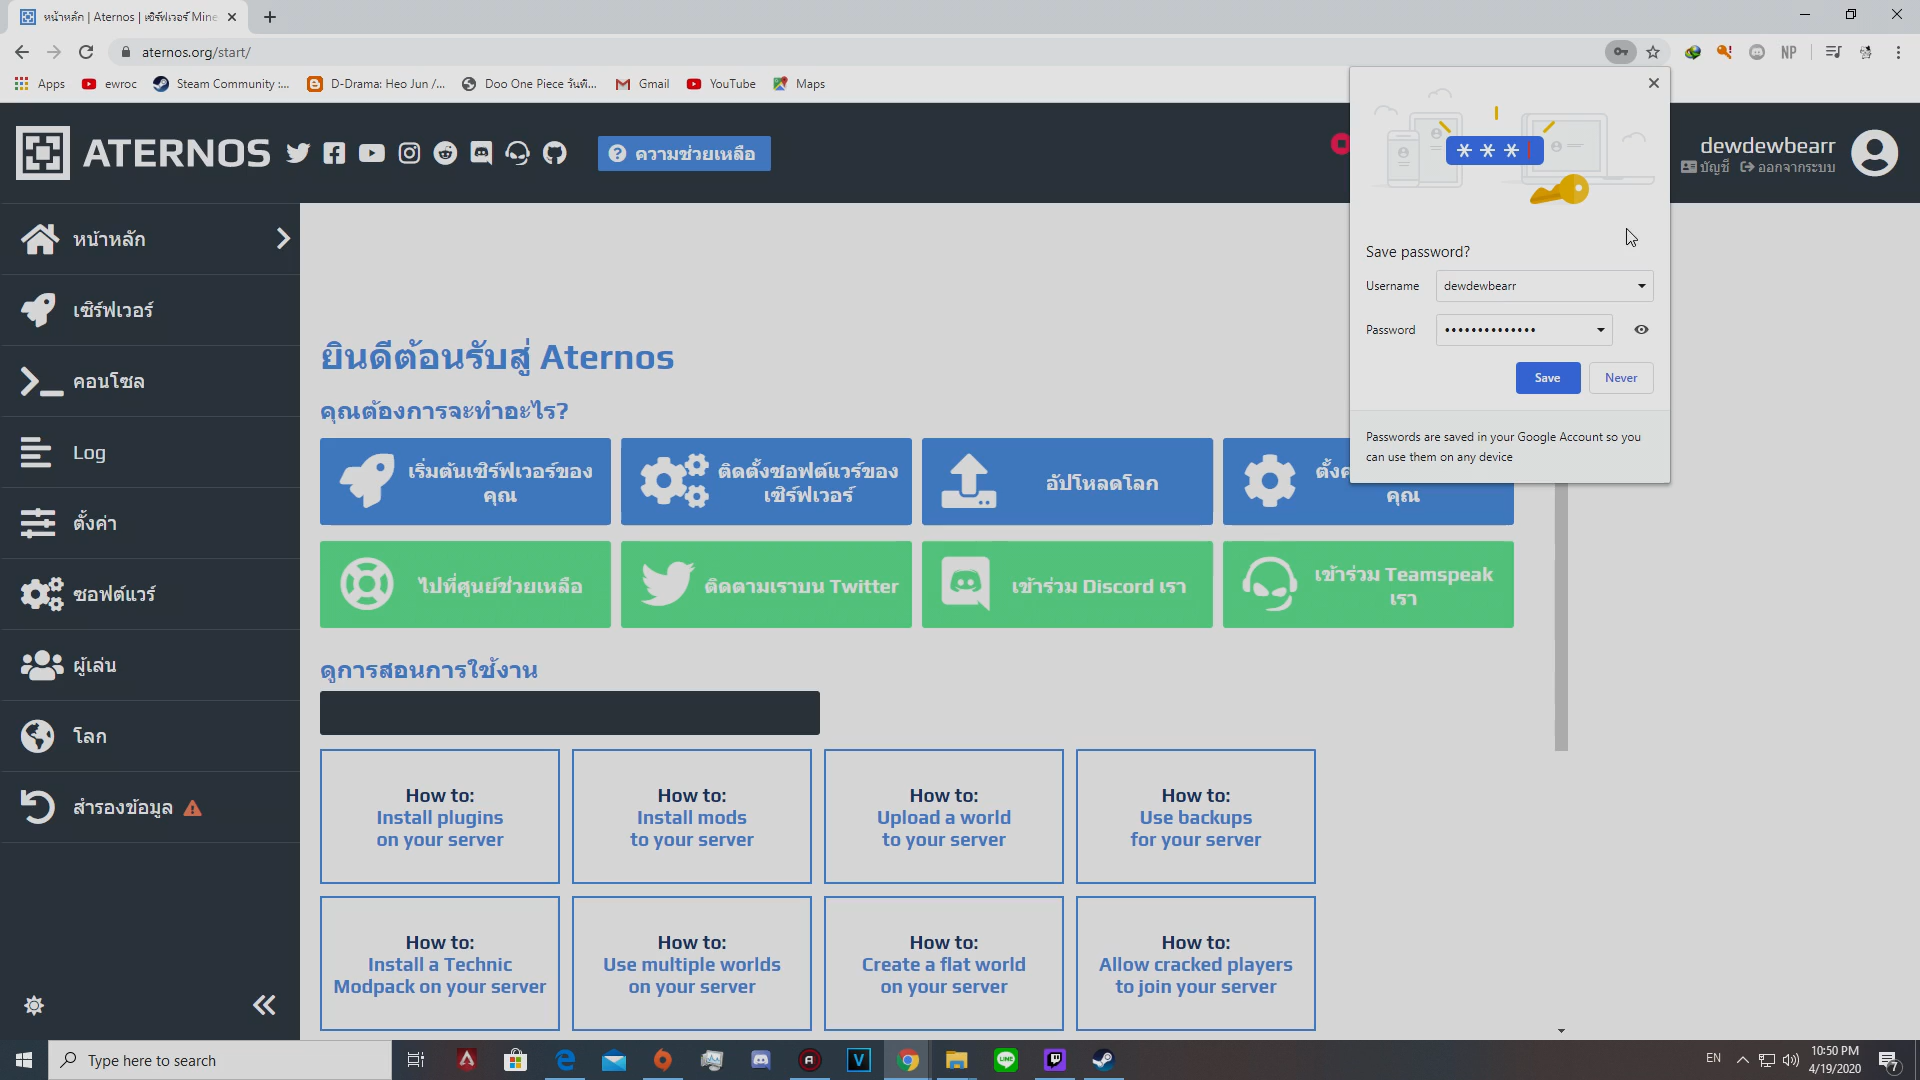 หน้าหลัก | Aternos | เซิร์ฟเวอร์ Mine
aternos.org/start/
NP
Apps
ewroc
Steam Community :...
D-Drama: Heo Jun /...
Doo One Piece วันพี...
Gmail
YouTube
Maps
ATERNOS
ความช่วยเหลือ
dewdewbearr
บัญชี
ออกจากระบบ
* * *
Save password?
Username
dewdewbearr
Password
••••••••••••••
Save
Never
Passwords are saved in your Google Account so you
can use them on any device
หน้าหลัก
เซิร์ฟเวอร์
คอนโซล
Log
ตั้งค่า
ซอฟต์แวร์
ผู้เล่น
โลก
สำรองข้อมูล
ยินดีต้อนรับสู่ Aternos
คุณต้องการจะทำอะไร?
เริ่มต้นเซิร์ฟเวอร์ของ
คุณ
ติดตั้งซอฟต์แวร์ของ
เซิร์ฟเวอร์
อัปโหลดโลก
คุณ
ไปที่ศูนย์ช่วยเหลือ
ติดตามเราบน Twitter
เข้าร่วม Discord เรา
เข้าร่วม Teamspeak
เรา
ดูการสอนการใช้งาน
How to:
Install plugins
on your server
How to:
Install mods
to your server
How to:
Upload a world
to your server
How to:
Use backups
for your server
How to:
Install a Technic
Modpack on your server
How to:
Use multiple worlds
on your server
How to:
Create a flat world
on your server
How to:
Allow cracked players
to join your server
Type here to search
EN
10:50 PM
4/19/2020
7